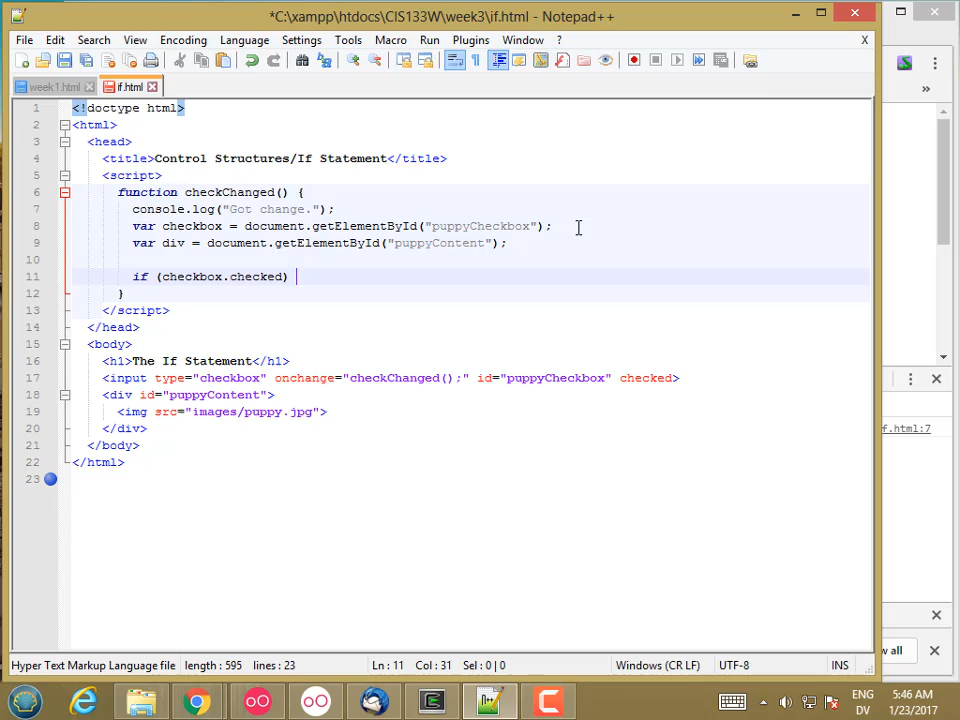 *C:\xampp\htdocs\CIS133W\week3\if.html - Notepad++
File Edit Search View Encoding Language Settings Tools Macro Run Plugins Window ? X
week1.html if.html
1 <!doctype html>
2 <html>
3 <head>
4 <title>Control Structures/If Statement</title>
5 <script>
6 function checkChanged() {
7 console.log("Got change.");
8 var checkbox = document.getElementById("puppyCheckbox");
9 var div = document.getElementById("puppyContent");
10
11 if (checkbox.checked)
12 }
13 </script>
14 </head>
15 <body>
16 <h1>The If Statement</h1>
17 <input type="checkbox" onchange="checkChanged();" id="puppyCheckbox" checked>
18 <div id="puppyContent">
19 <img src="images/puppy.jpg">
20 </div>
21 </body>
22 </html>
23
f.html:7
w all
Hyper Text Markup Language file length : 595 lines : 23 Ln : 11 Col : 31 Sel : 0 | 0 Windows (CR LF) UTF-8 INS
ENG 5:46 AM
DV 1/23/2017